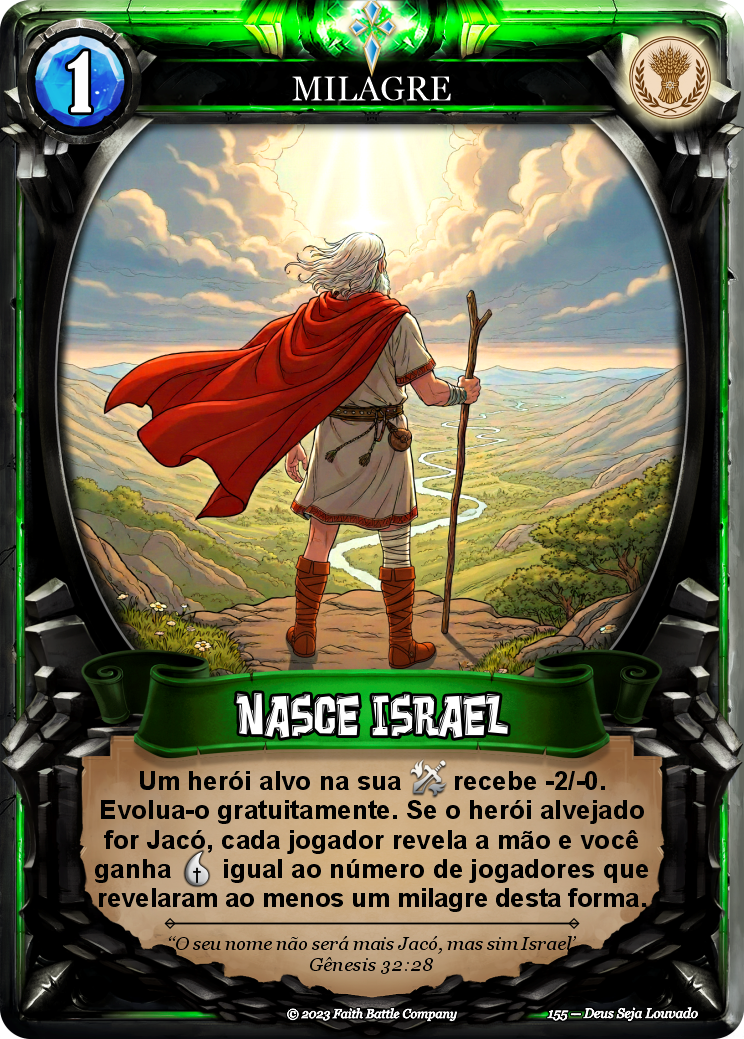 1
MILAGRE
NASCE ISRAEL
Um herói alvo na sua recebe -2/-0.
Evolua-o gratuitamente. Se o herói alvejado
for Jacó, cada jogador revela a mão e você
ganha igual ao número de jogadores que
revelaram ao menos um milagre desta forma.
“O seu nome não será mais Jacó, mas sim Israel”
Gênesis 32:28
© 2023 Faith Battle Company
155 — Deus Seja Louvado